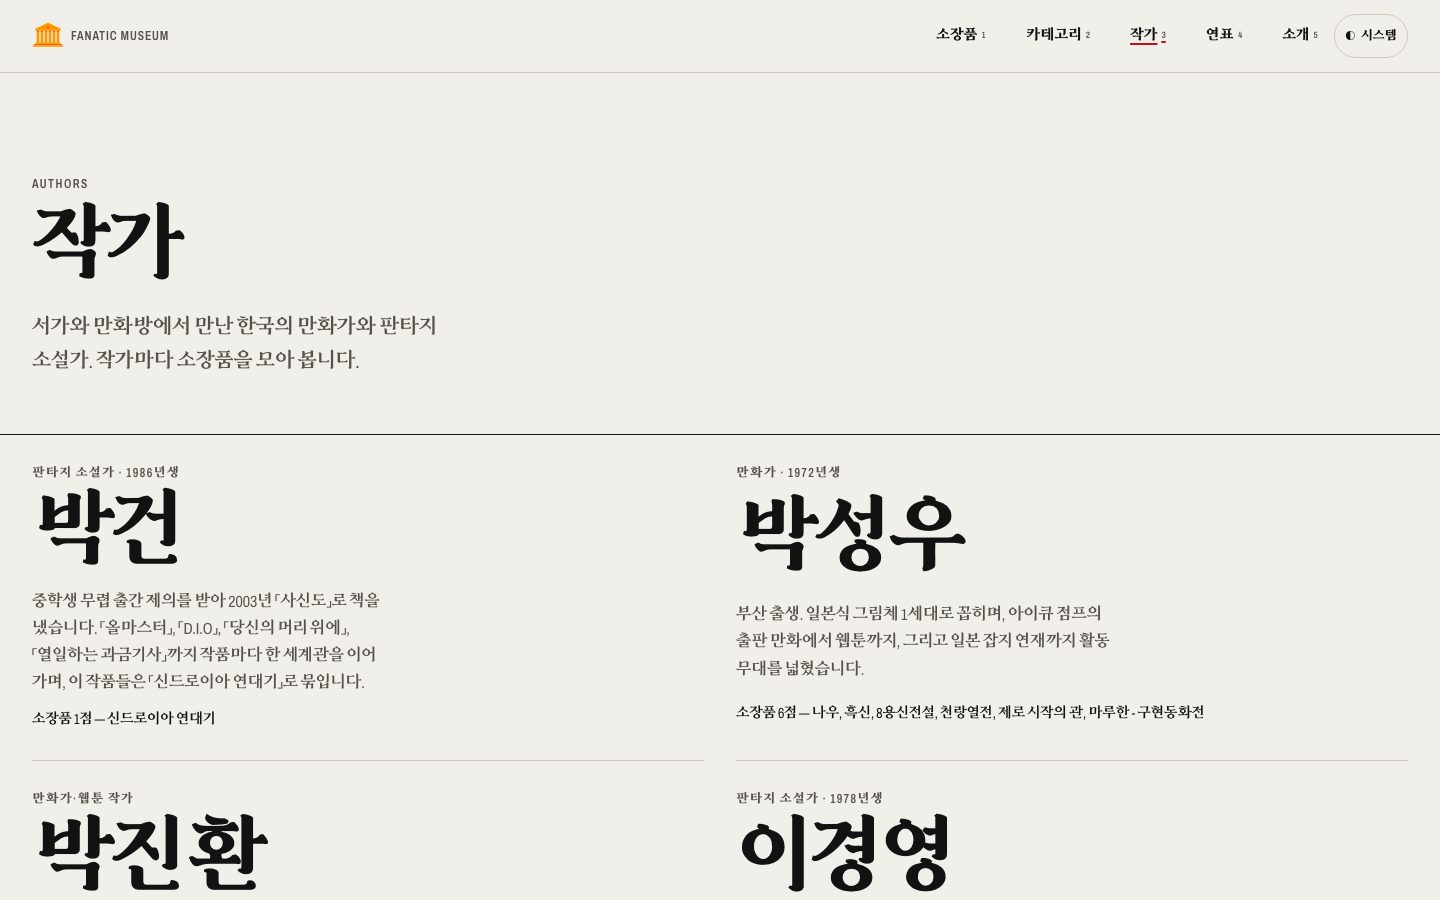 FANATIC MUSEUM
소장품 1
카테고리 2
작가 3
연표 4
소개 5
시스템
AUTHORS
작가
서가와 만화방에서 만난 한국의 만화가와 판타지
소설가. 작가마다 소장품을 모아 봅니다.
판타지 소설가 · 1986년생
박건
중학생 무렵 출간 제의를 받아 2003년 「사신도」로 책을
냈습니다. 「올마스터」, 「D.I.O」, 「당신의 머리 위에」,
「열일하는 과금기사」까지 작품마다 한 세계관을 이어
가며, 이 작품들은 「신드로이아 연대기」로 묶입니다.
소장품 1점 — 신드로이아 연대기
만화가 · 1972년생
박성우
부산 출생. 일본식 그림체 1세대로 꼽히며, 아이큐 점프의
출판 만화에서 웹툰까지, 그리고 일본 잡지 연재까지 활동
무대를 넓혔습니다.
소장품 6점 — 나우, 흑신, 8용신전설, 천랑열전, 제로 시작의 관, 마루한 - 구현동화전
만화가·웹툰 작가
박진환
판타지 소설가 · 1978년생
이경영